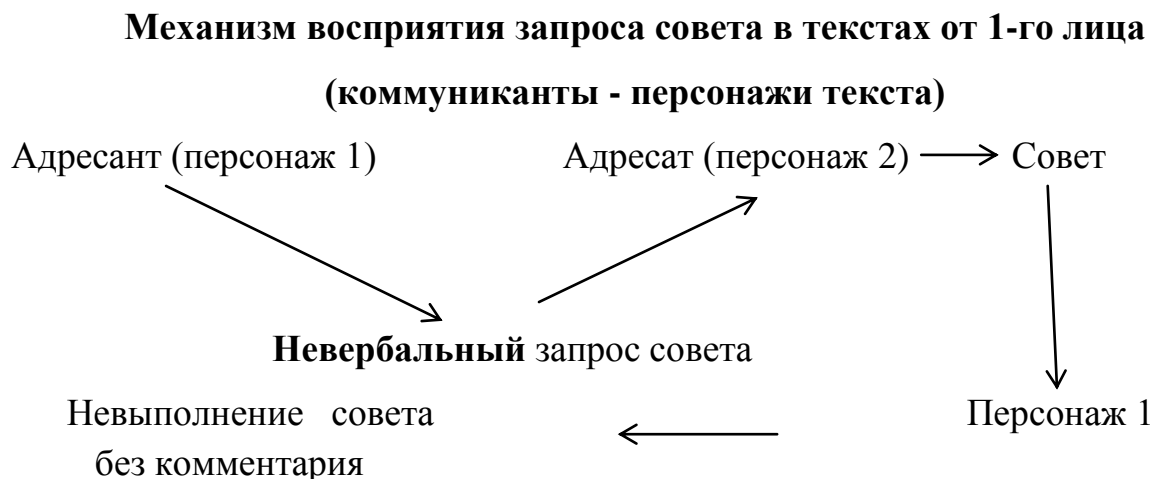 Механизм восприятия запроса совета в текстах от 1-го лица
(коммуниканты - персонажи текста)
Адресант (персонаж 1) Адресат (персонаж 2) Совет
Невербальный запрос совета
Невыполнение совета Персонаж 1
без комментария